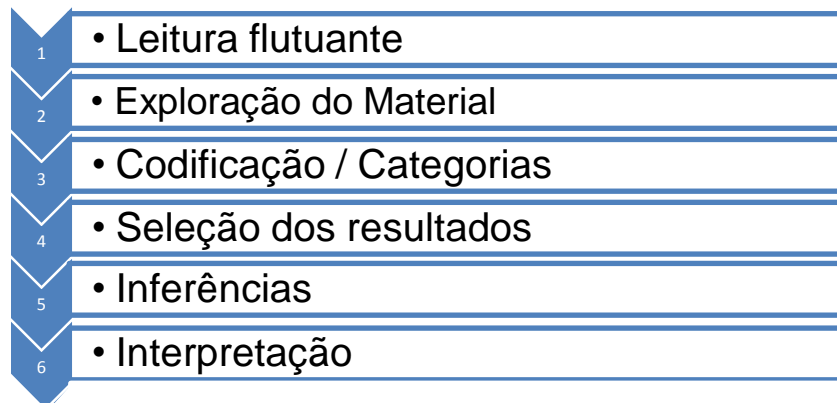 1 • Leitura flutuante
2 • Exploração do Material
3 • Codificação / Categorias
4 • Seleção dos resultados
5 • Inferências
6 • Interpretação